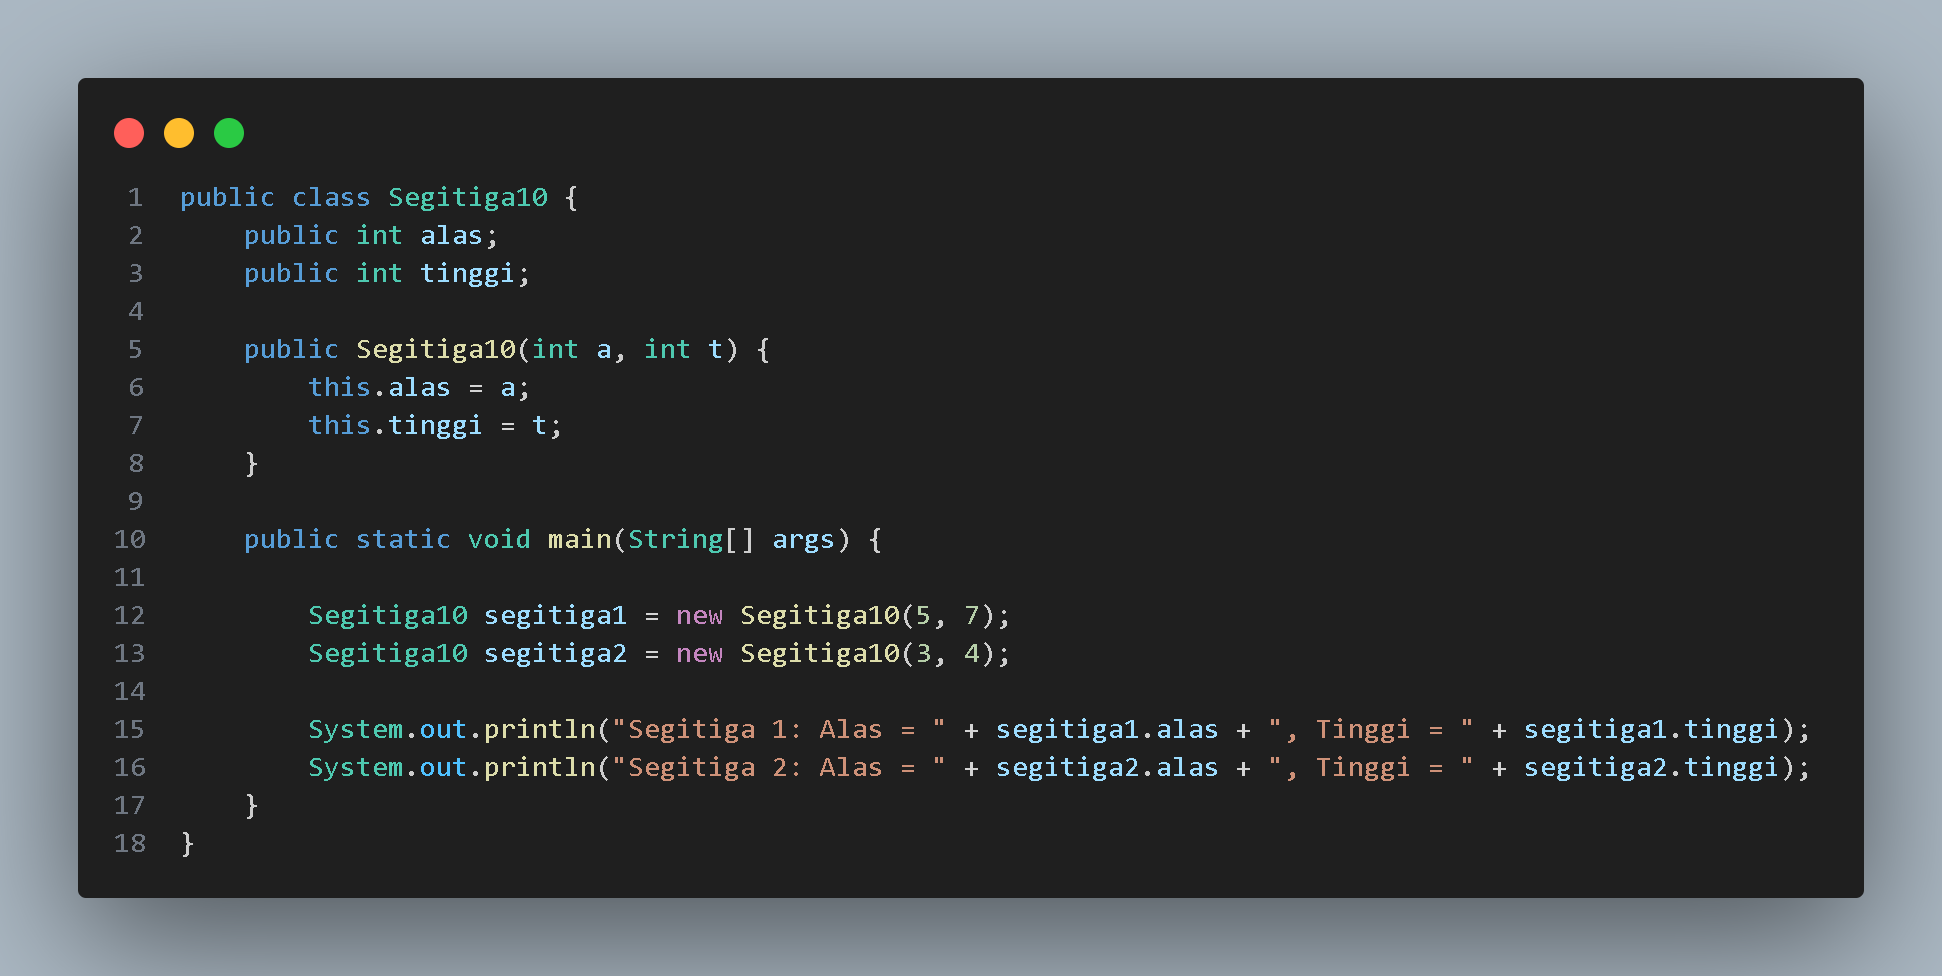 1 public class Segitiga10 {
2     public int alas;
3     public int tinggi;
4
5     public Segitiga10(int a, int t) {
6         this.alas = a;
7         this.tinggi = t;
8     }
9
10     public static void main(String[] args) {
11
12         Segitiga10 segitiga1 = new Segitiga10(5, 7);
13         Segitiga10 segitiga2 = new Segitiga10(3, 4);
14
15         System.out.println("Segitiga 1: Alas = " + segitiga1.alas + ", Tinggi = " + segitiga1.tinggi);
16         System.out.println("Segitiga 2: Alas = " + segitiga2.alas + ", Tinggi = " + segitiga2.tinggi);
17     }
18 }